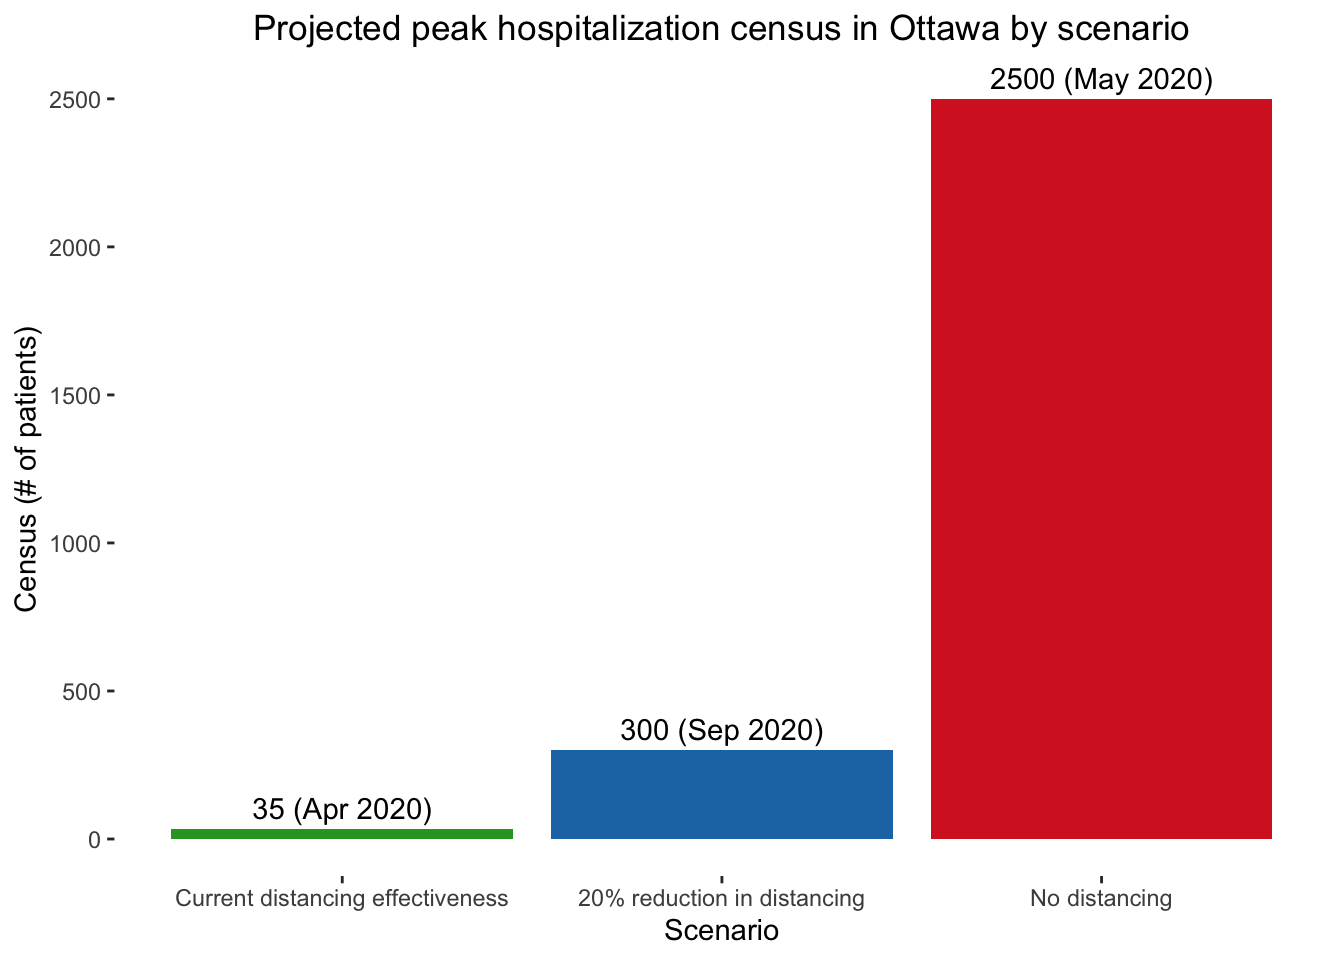 Projected peak hospitalization census in Ottawa by scenario
2500 (May 2020)
2500
2000
1500
1000
500
0
Census (# of patients)
300 (Sep 2020)
35 (Apr 2020)
Current distancing effectiveness
20% reduction in distancing
No distancing
Scenario